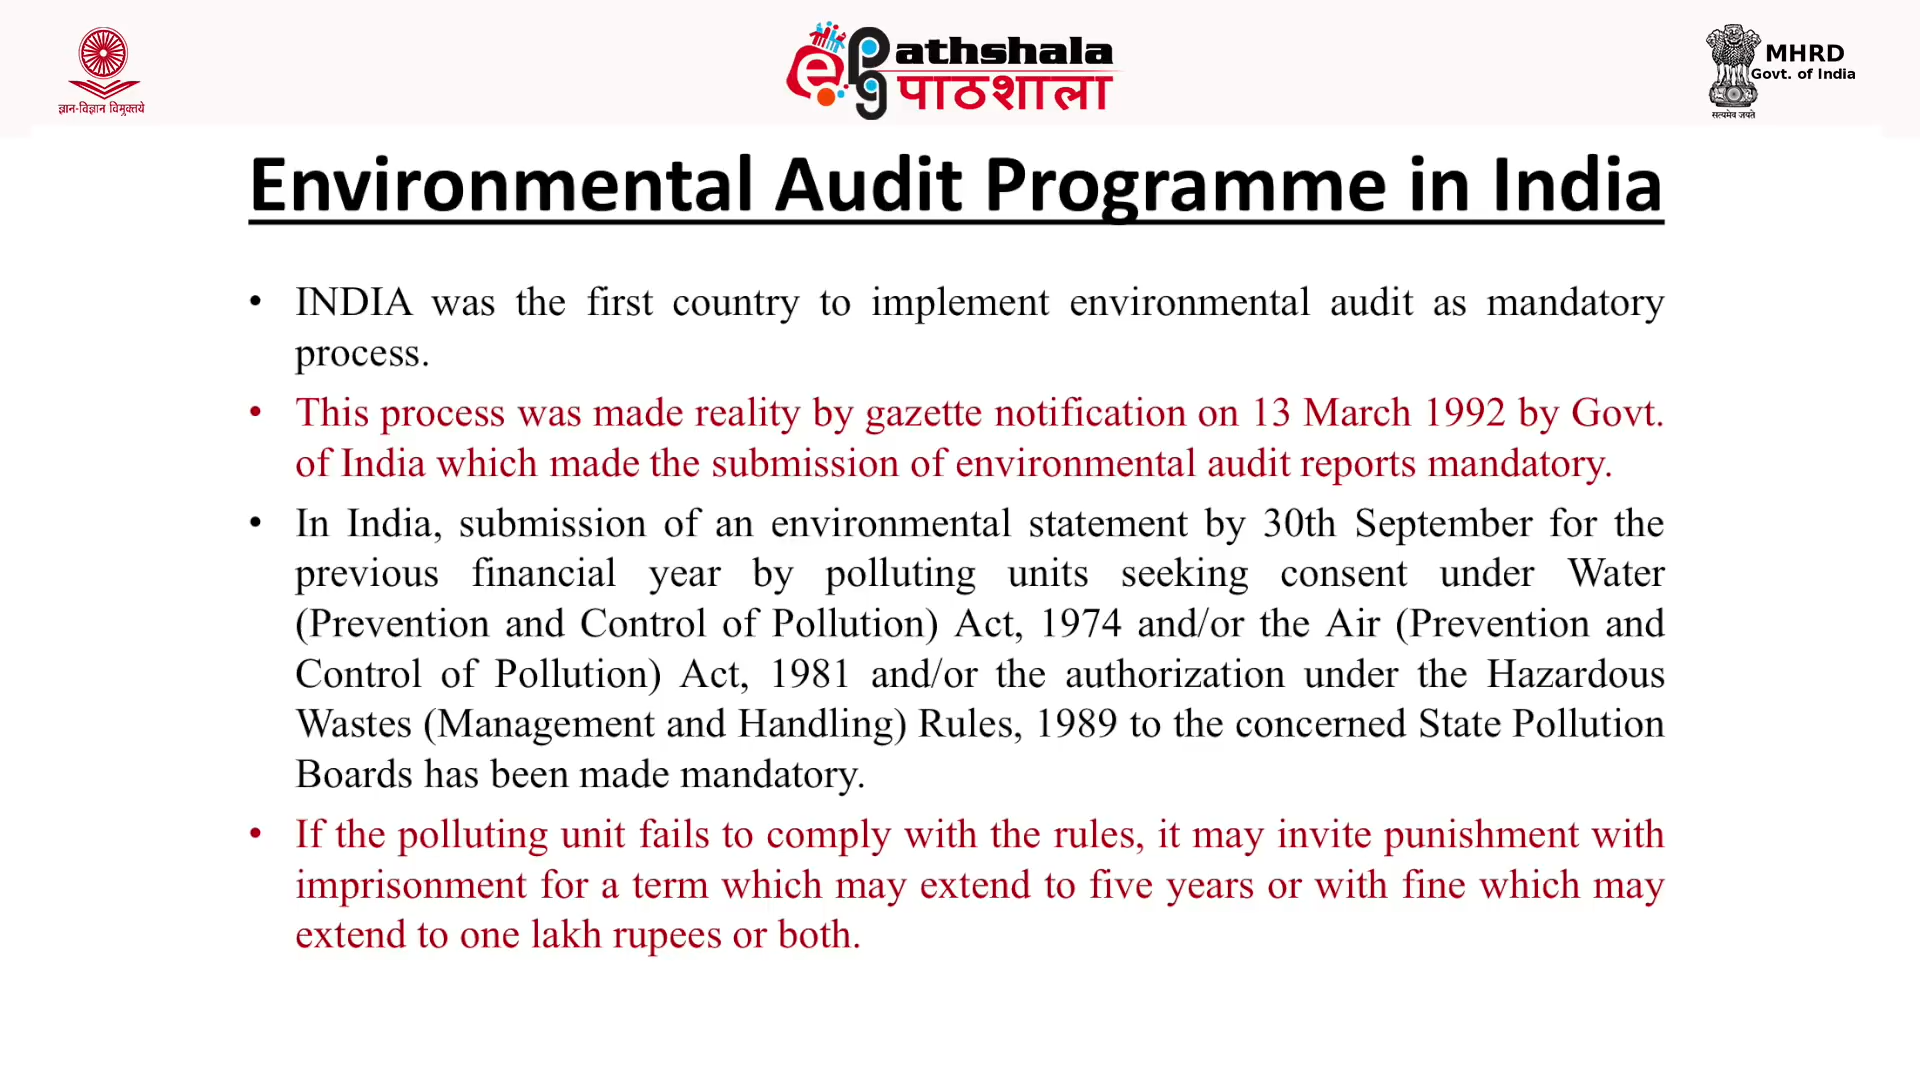 ज्ञान-विज्ञान विमुक्तये
e pg athshala
पाठशाला
MHRD
Govt. of India
सत्यमेव जयते
Environmental Audit Programme in India
• INDIA was the first country to implement environmental audit as mandatory
process.
• This process was made reality by gazette notification on 13 March 1992 by Govt.
of India which made the submission of environmental audit reports mandatory.
• In India, submission of an environmental statement by 30th September for the
previous financial year by polluting units seeking consent under Water
(Prevention and Control of Pollution) Act, 1974 and/or the Air (Prevention and
Control of Pollution) Act, 1981 and/or the authorization under the Hazardous
Wastes (Management and Handling) Rules, 1989 to the concerned State Pollution
Boards has been made mandatory.
• If the polluting unit fails to comply with the rules, it may invite punishment with
imprisonment for a term which may extend to five years or with fine which may
extend to one lakh rupees or both.